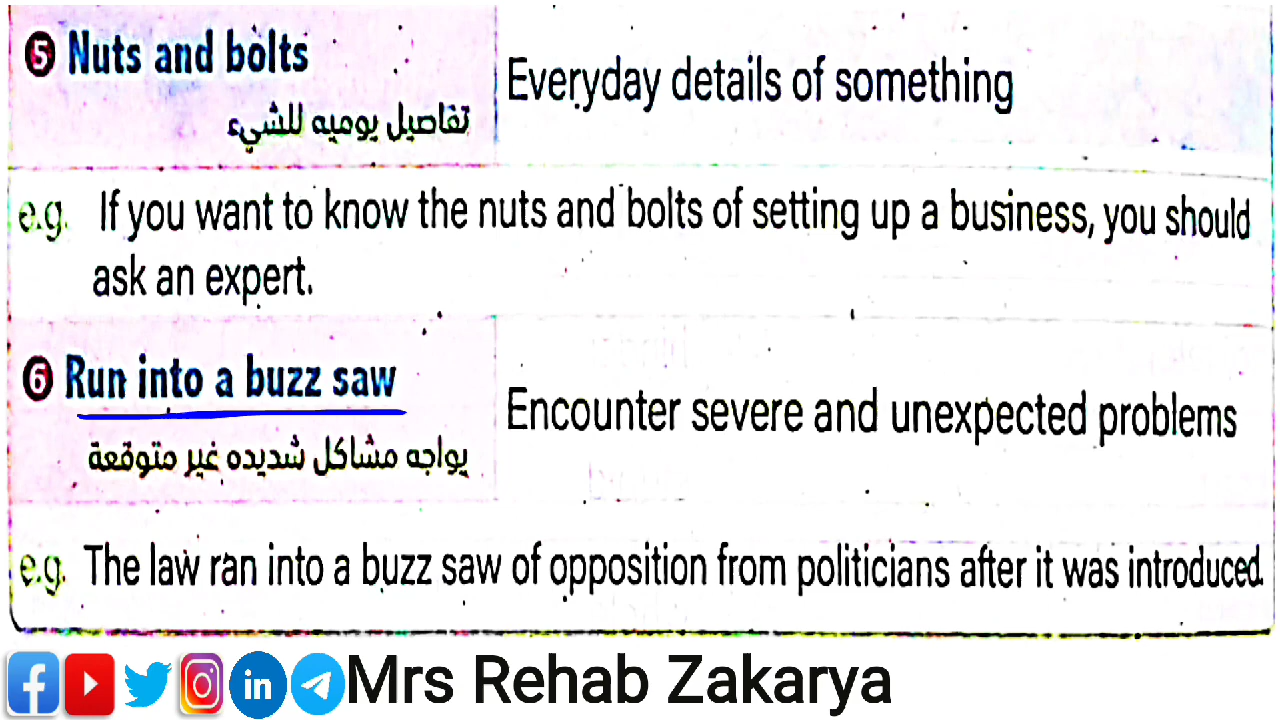 5 Nuts and bolts
تفاصيل يوميه للشيء
Everyday details of something
e.g. If you want to know the nuts and bolts of setting up a business, you should
ask an expert.
6 Run into a buzz saw
يواجه مشاكل شديده غير متوقعة
Encounter severe and unexpected problems
e.g. The law ran into a buzz saw of opposition from politicians after it was introduced.
Mrs Rehab Zakarya